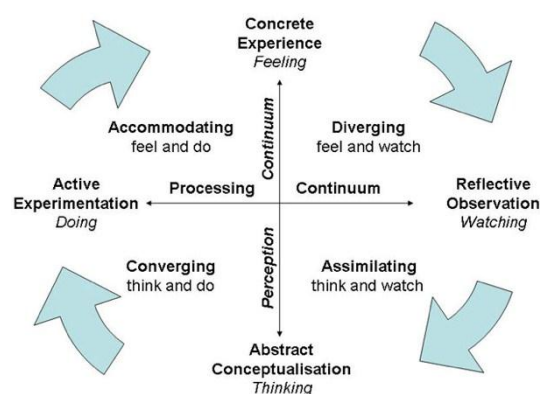 Concrete
Experience
Feeling
Accommodating
feel and do
Continuum
Diverging
feel and watch
Active
Experimentation
Doing
Processing
Continuum
Reflective
Observation
Watching
Converging
think and do
Perception
Assimilating
think and watch
Abstract
Conceptualisation
Thinking